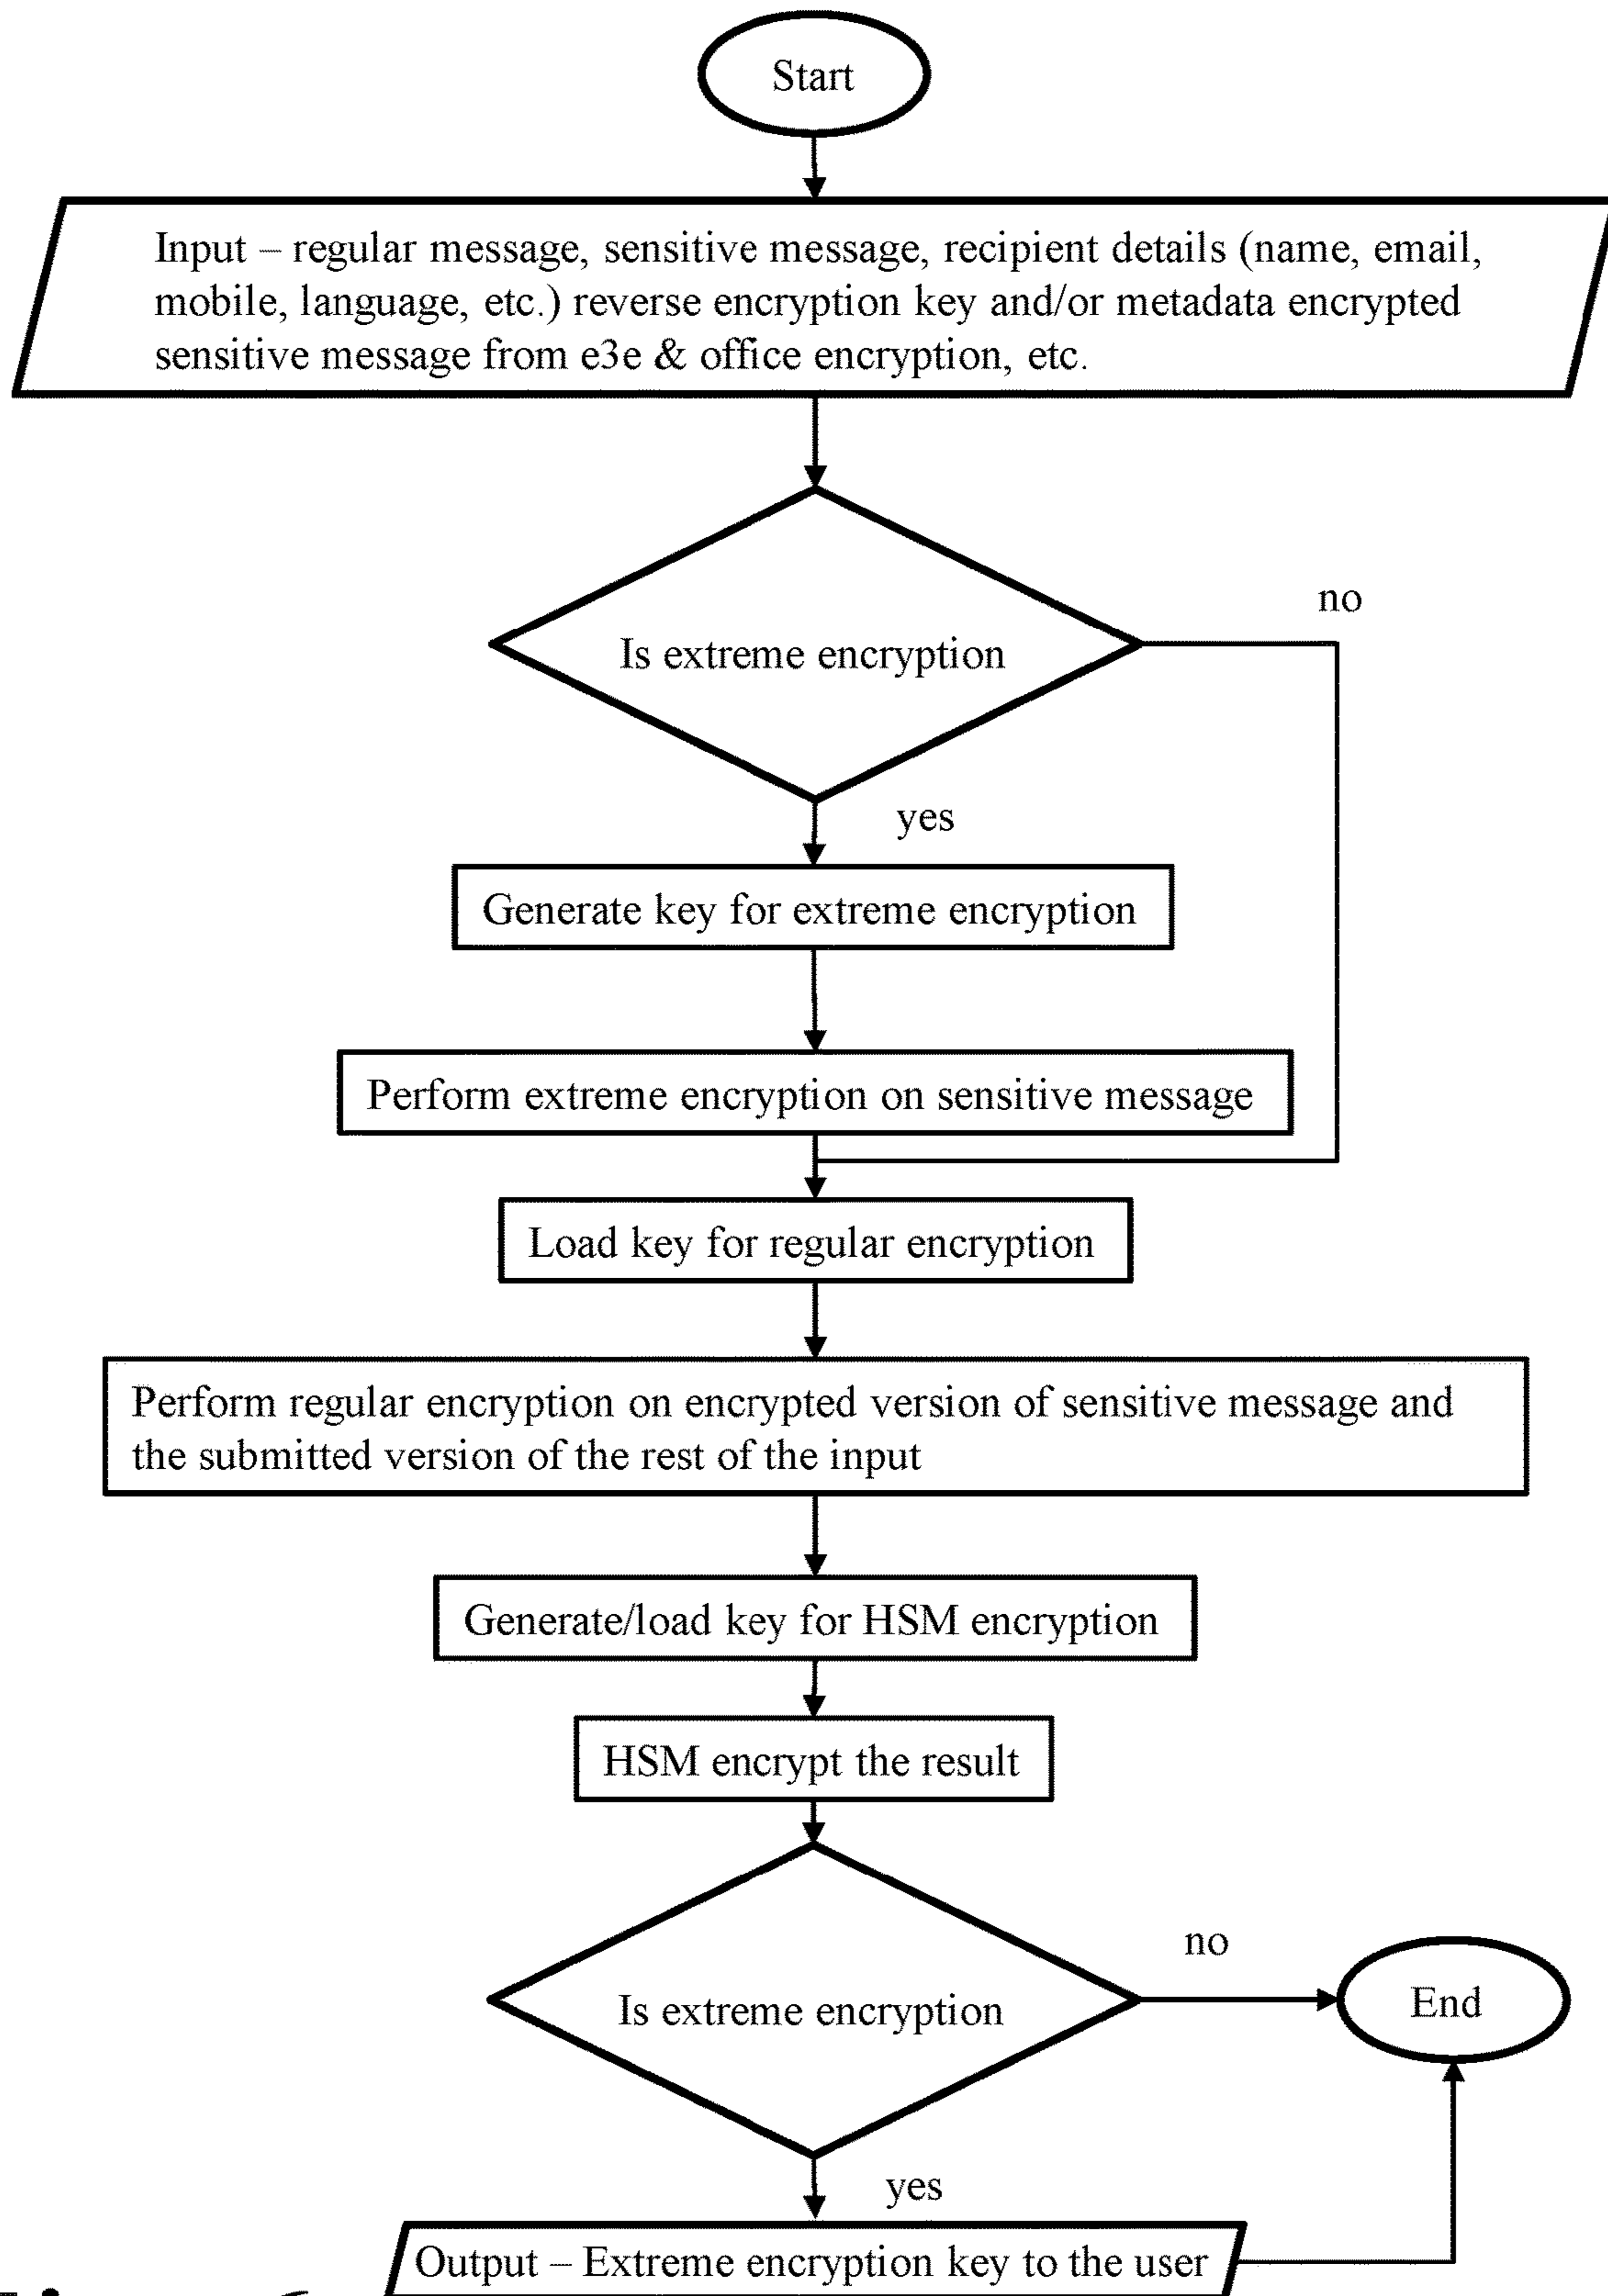 Start
Input – regular message, sensitive message, recipient details (name, email,
mobile, language, etc.) reverse encryption key and/or metadata encrypted
sensitive message from e3e & office encryption, etc.
Is extreme encryption
no
yes
Generate key for extreme encryption
Perform extreme encryption on sensitive message
Load key for regular encryption
Perform regular encryption on encrypted version of sensitive message and
the submitted version of the rest of the input
Generate/load key for HSM encryption
HSM encrypt the result
Is extreme encryption
no
End
yes
Output – Extreme encryption key to the user